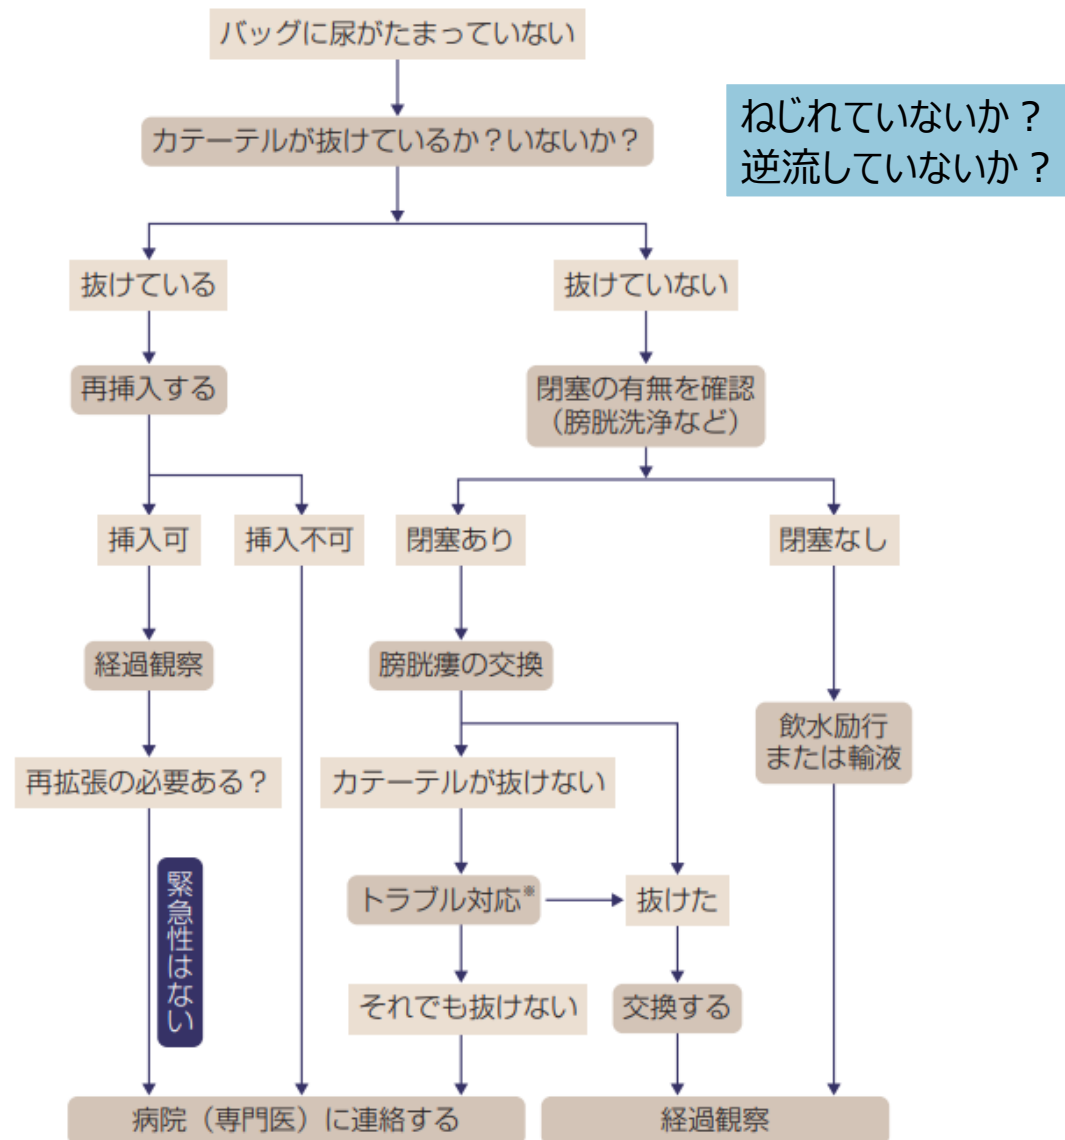 バッグに尿がたまっていない
ねじれていないか？
逆流していないか？
カテーテルが抜けているか？いないか？
抜けている
抜けていない
再挿入する
閉塞の有無を確認
（膀胱洗浄など）
挿入可
挿入不可
閉塞あり
閉塞なし
経過観察
膀胱瘻の交換
飲水励行
または輸液
再拡張の必要ある？
カテーテルが抜けない
緊急性はない
トラブル対応※
抜けた
それでも抜けない
交換する
病院（専門医）に連絡する
経過観察